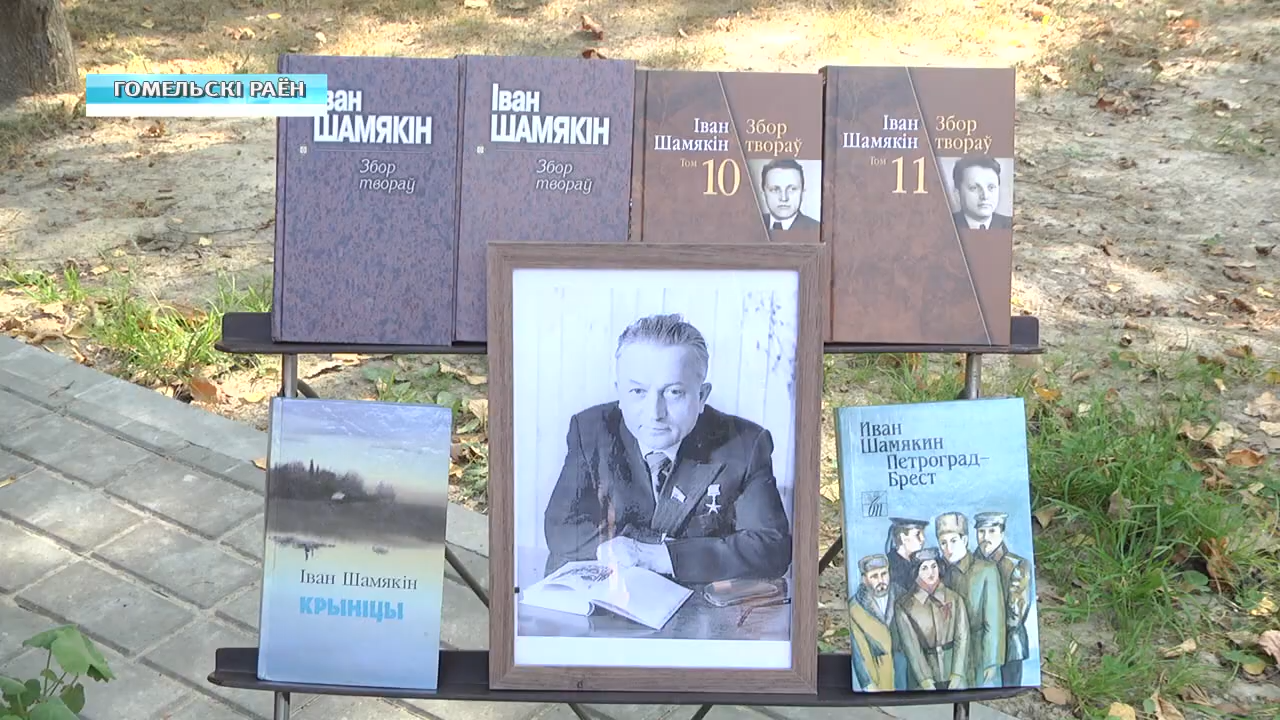 ГОМЕЛЬСКІ РАЁН
Іван
ШАМЯКІН
Збор
твораў
Іван
ШАМЯКІН
Збор
твораў
Іван
Шамякін
Том 10
Збор
твораў
Іван
Шамякін
Том 11
Збор
твораў
Іван Шамякін
КРЫНІЦЫ
Иван
Шамякин
Петроград–
Брест